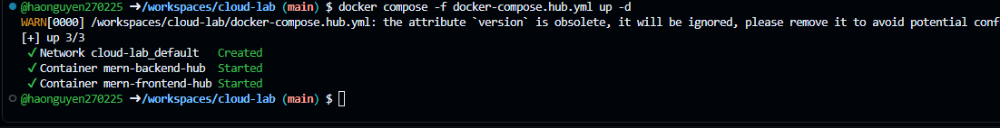 @haonguyen270225 ➜/workspaces/cloud-lab (main) $ docker compose -f docker-compose.hub.yml up -d
WARN[0000] /workspaces/cloud-lab/docker-compose.hub.yml: the attribute `version` is obsolete, it will be ignored, please remove it to avoid potential conf
[+] up 3/3
✔ Network cloud-lab_default Created
✔ Container mern-backend-hub Started
✔ Container mern-frontend-hub Started
@haonguyen270225 ➜/workspaces/cloud-lab (main) $